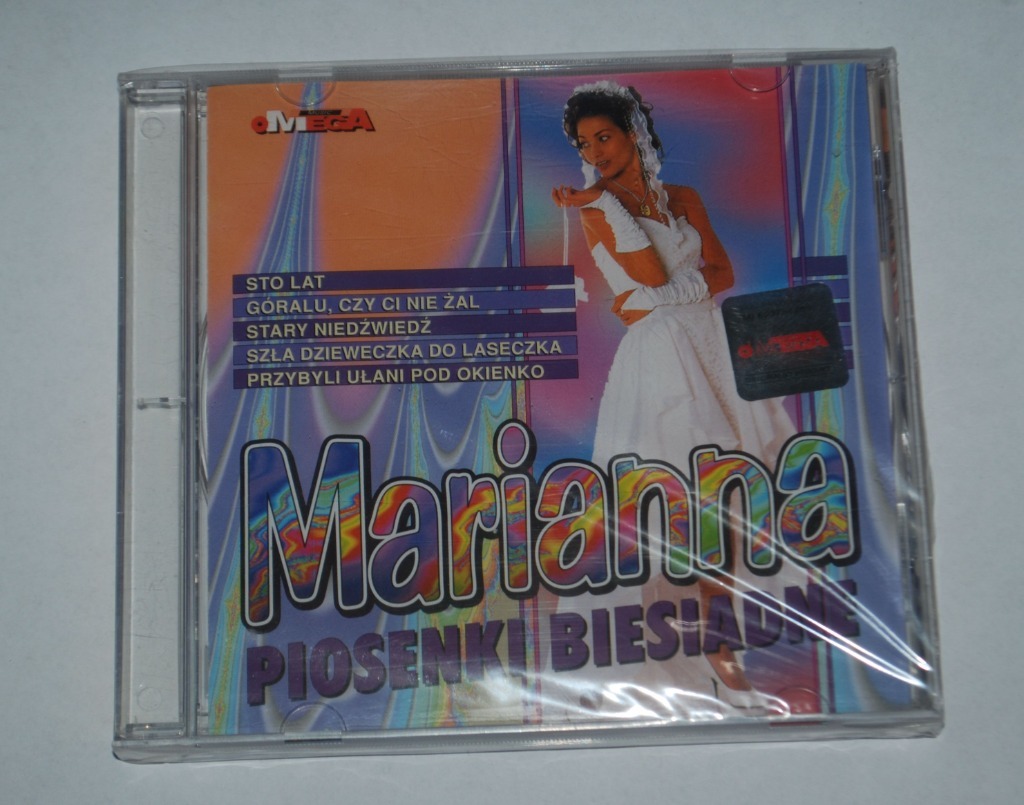 OMEGA
STO LAT
GÓRALU, CZY CI NIE ŻAL
STARY NIEDŹWIEDŹ
SZŁA DZIEWECZKA DO LASECZKA
PRZYBYLI UŁANI POD OKIENKO
OMEGA
Marianna
PIOSENKI BIESIADNE